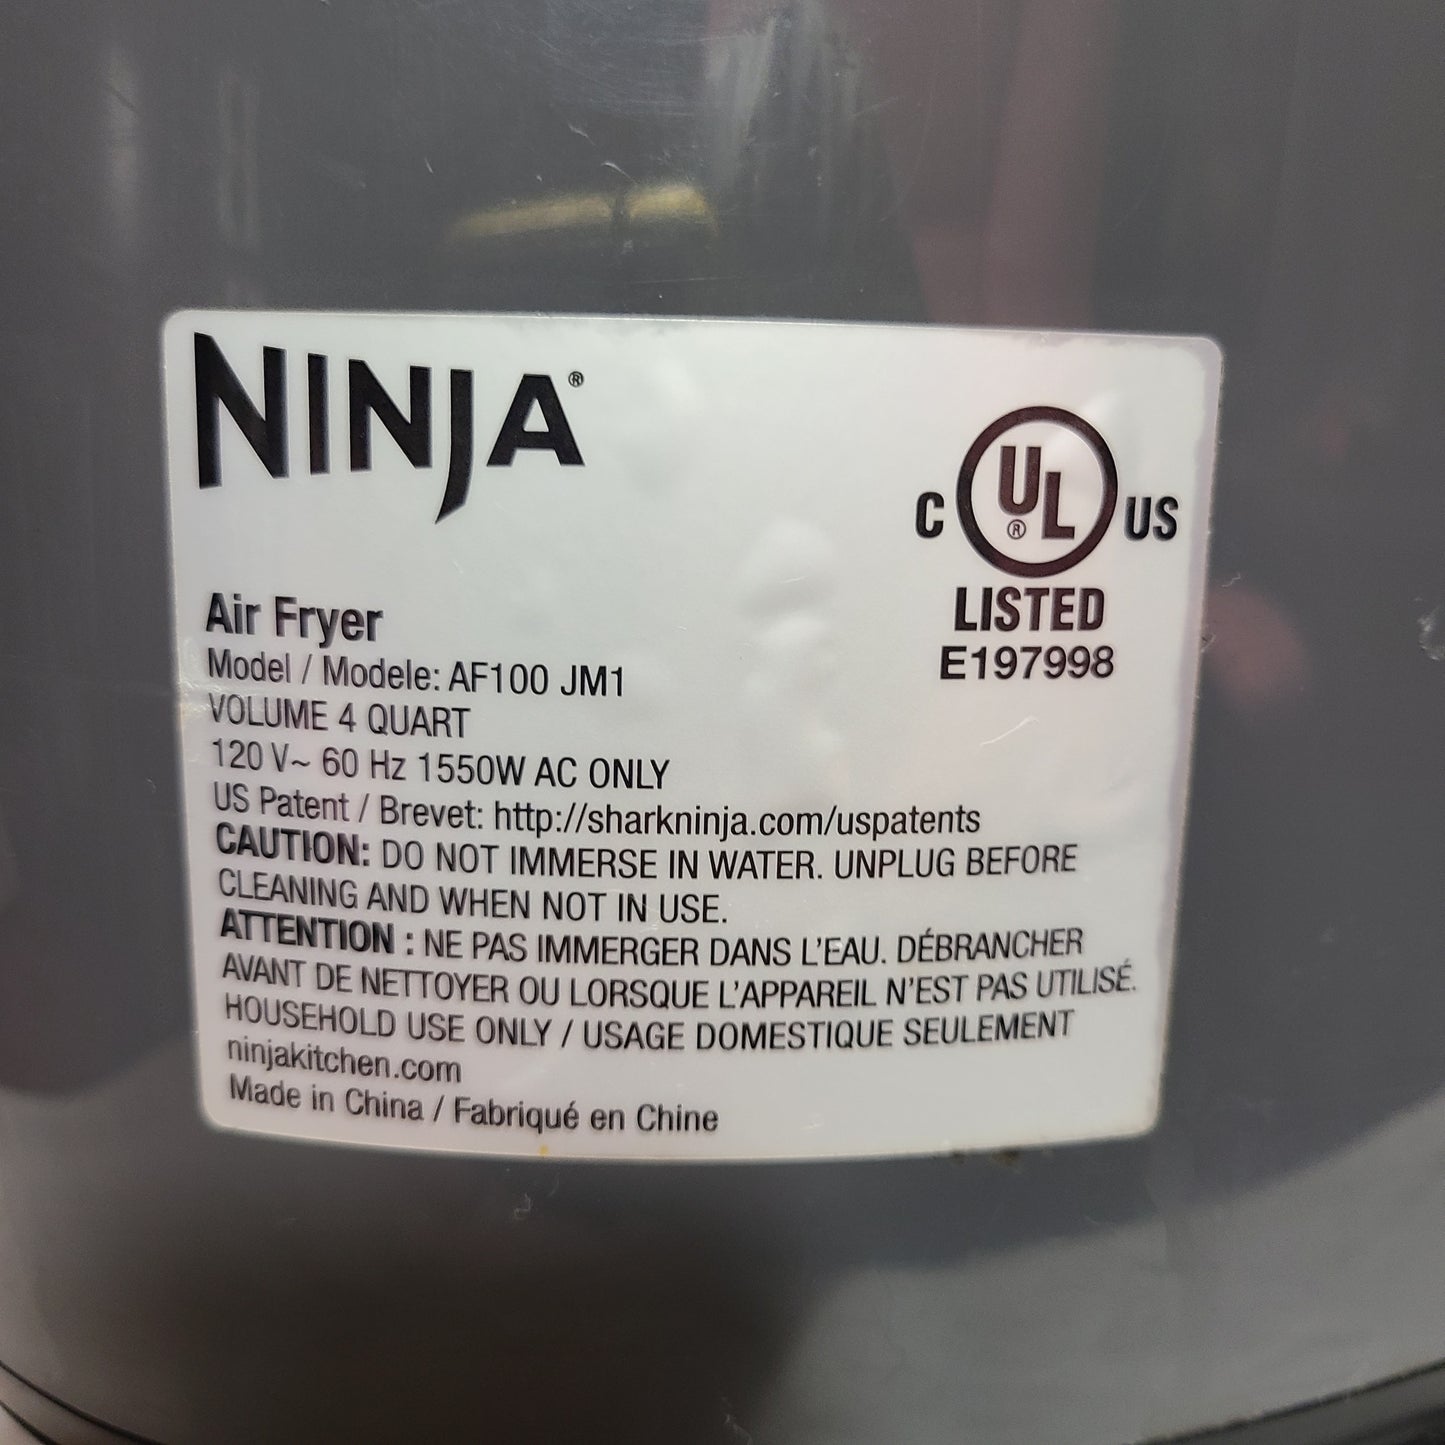 NINJA®
C UL® US
LISTED
E197998
Air Fryer
Model / Modele: AF100 JM1
VOLUME 4 QUART
120 V~ 60 Hz 1550W AC ONLY
US Patent / Brevet: http://sharkninja.com/uspatents
CAUTION: DO NOT IMMERSE IN WATER. UNPLUG BEFORE
CLEANING AND WHEN NOT IN USE.
ATTENTION : NE PAS IMMERGER DANS L'EAU. DÉBRANCHER
AVANT DE NETTOYER OU LORSQUE L'APPAREIL N'EST PAS UTILISÉ.
HOUSEHOLD USE ONLY / USAGE DOMESTIQUE SEULEMENT
ninjakitchen.com
Made in China / Fabriqué en Chine